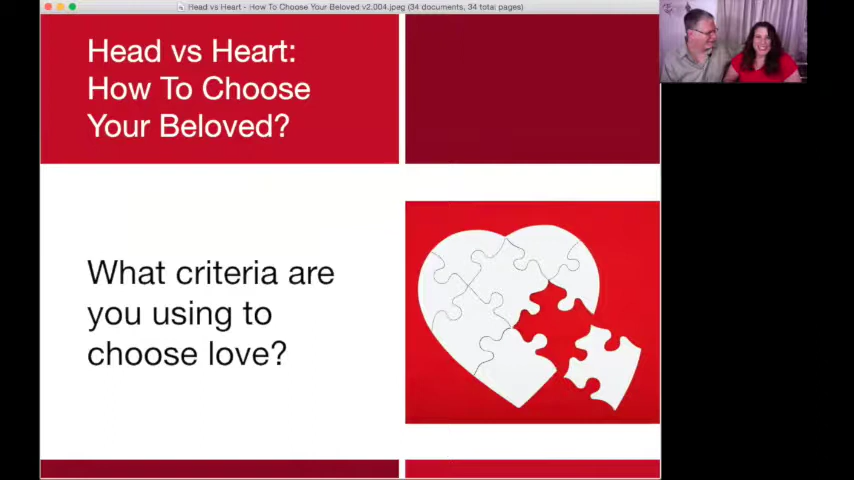 Head vs Heart - How To Choose Your Beloved v2.004.jpeg (34 documents, 34 total pages)
Head vs Heart:
How To Choose
Your Beloved?
What criteria are
you using to
choose love?